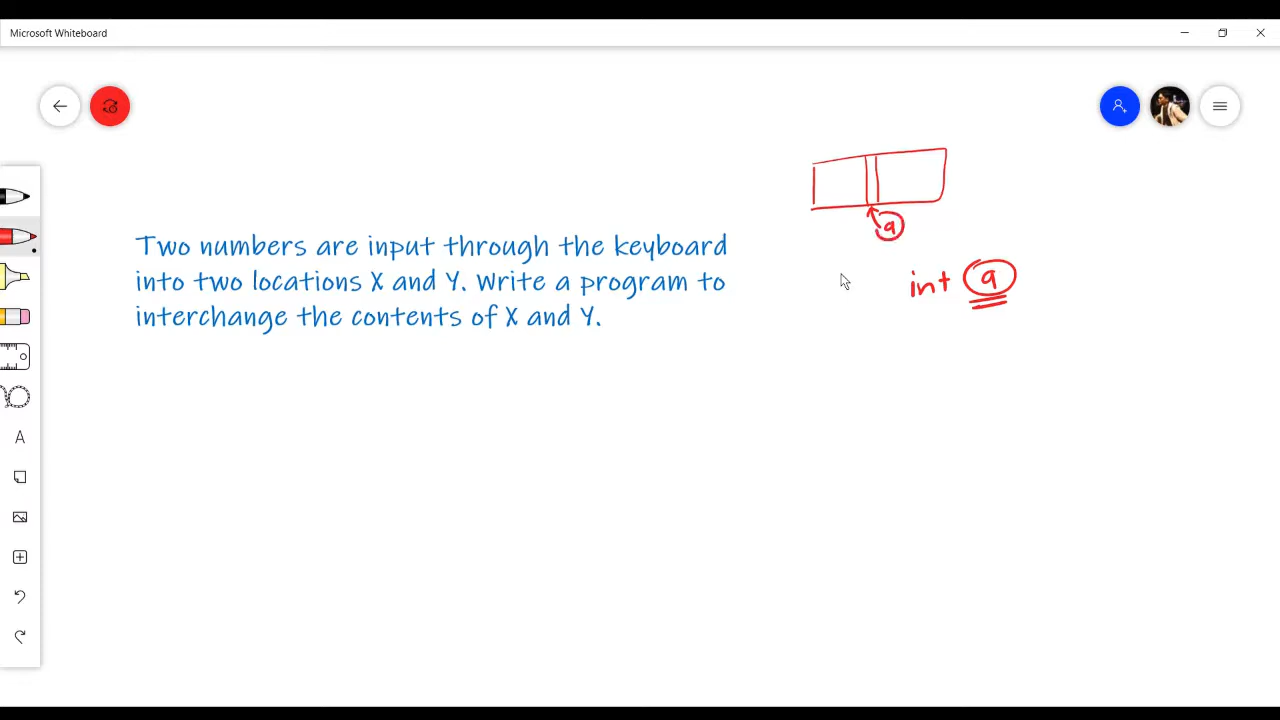 Microsoft Whiteboard
a
Two numbers are input through the keyboard
into two locations X and Y. Write a program to
interchange the contents of X and Y.
int a
A